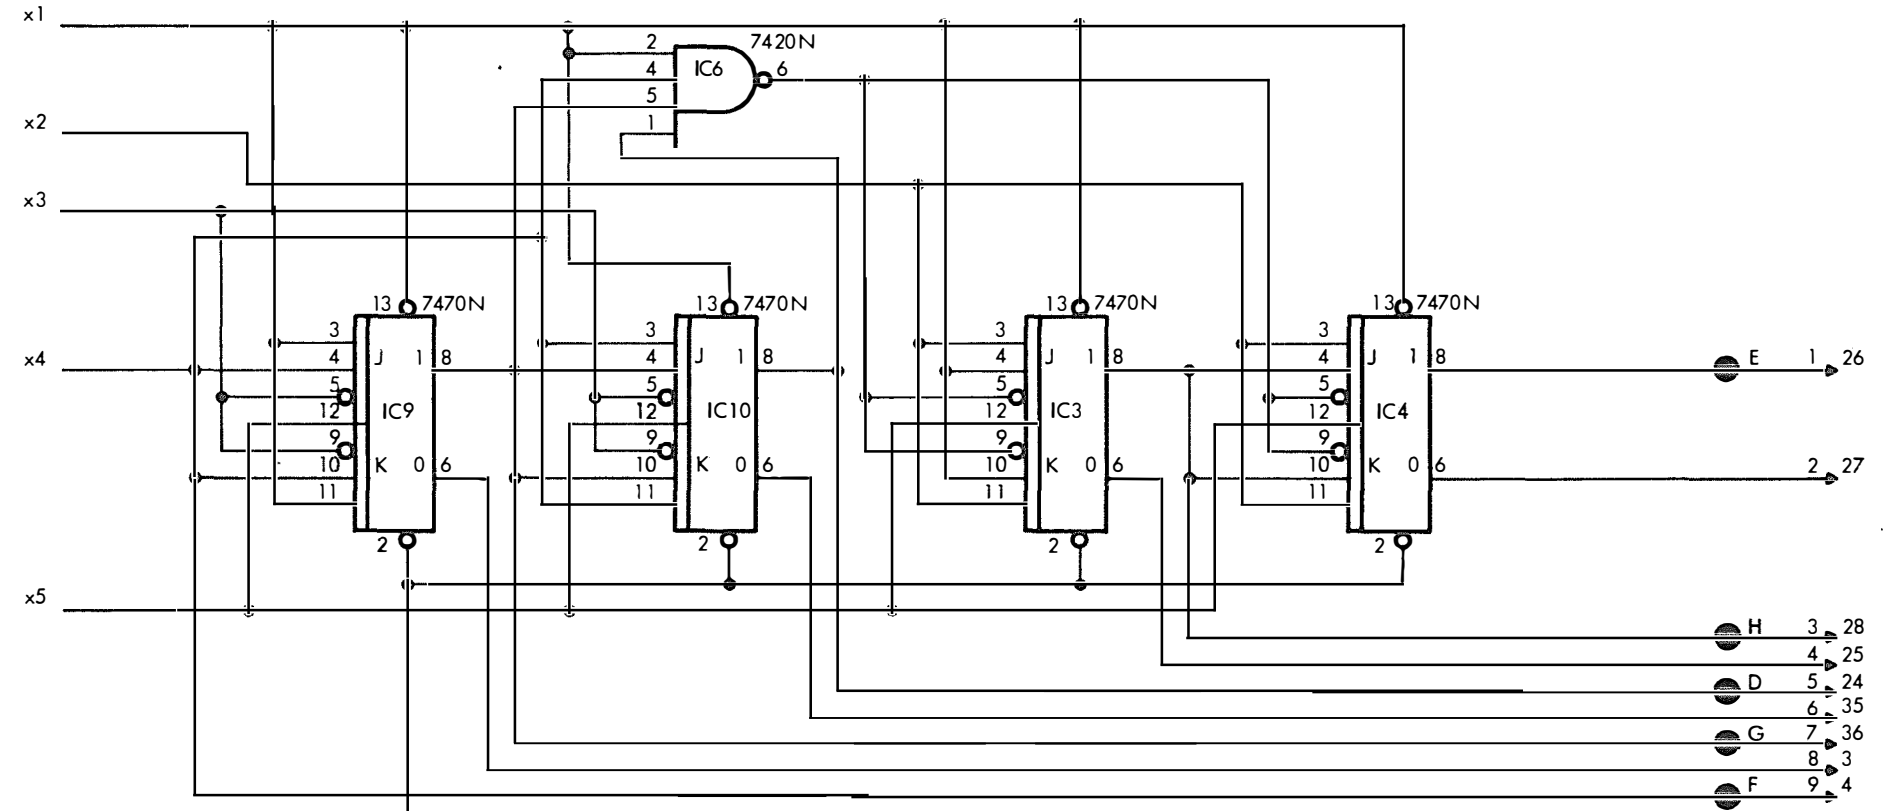 x1
2 7420N
4 IC6 6
5
1
x2
x3
13 7470N 13 7470N 13 7470N 13 7470N
3 3 3 3
x4 4 J 1 8 4 J 1 8 4 J 1 8 4 J 1 8 E 1 26
5 5 5 5
12 IC9 12 IC10 12 IC3 12 IC4
9 9 9 9
10 K 0 6 10 K 0 6 10 K 0 6 10 K 0 6 2 27
11 11 11 11
2 2 2 2
x5
H 3 28
4 25
D 5 24
6 35
G 7 36
8 3
F 9 4